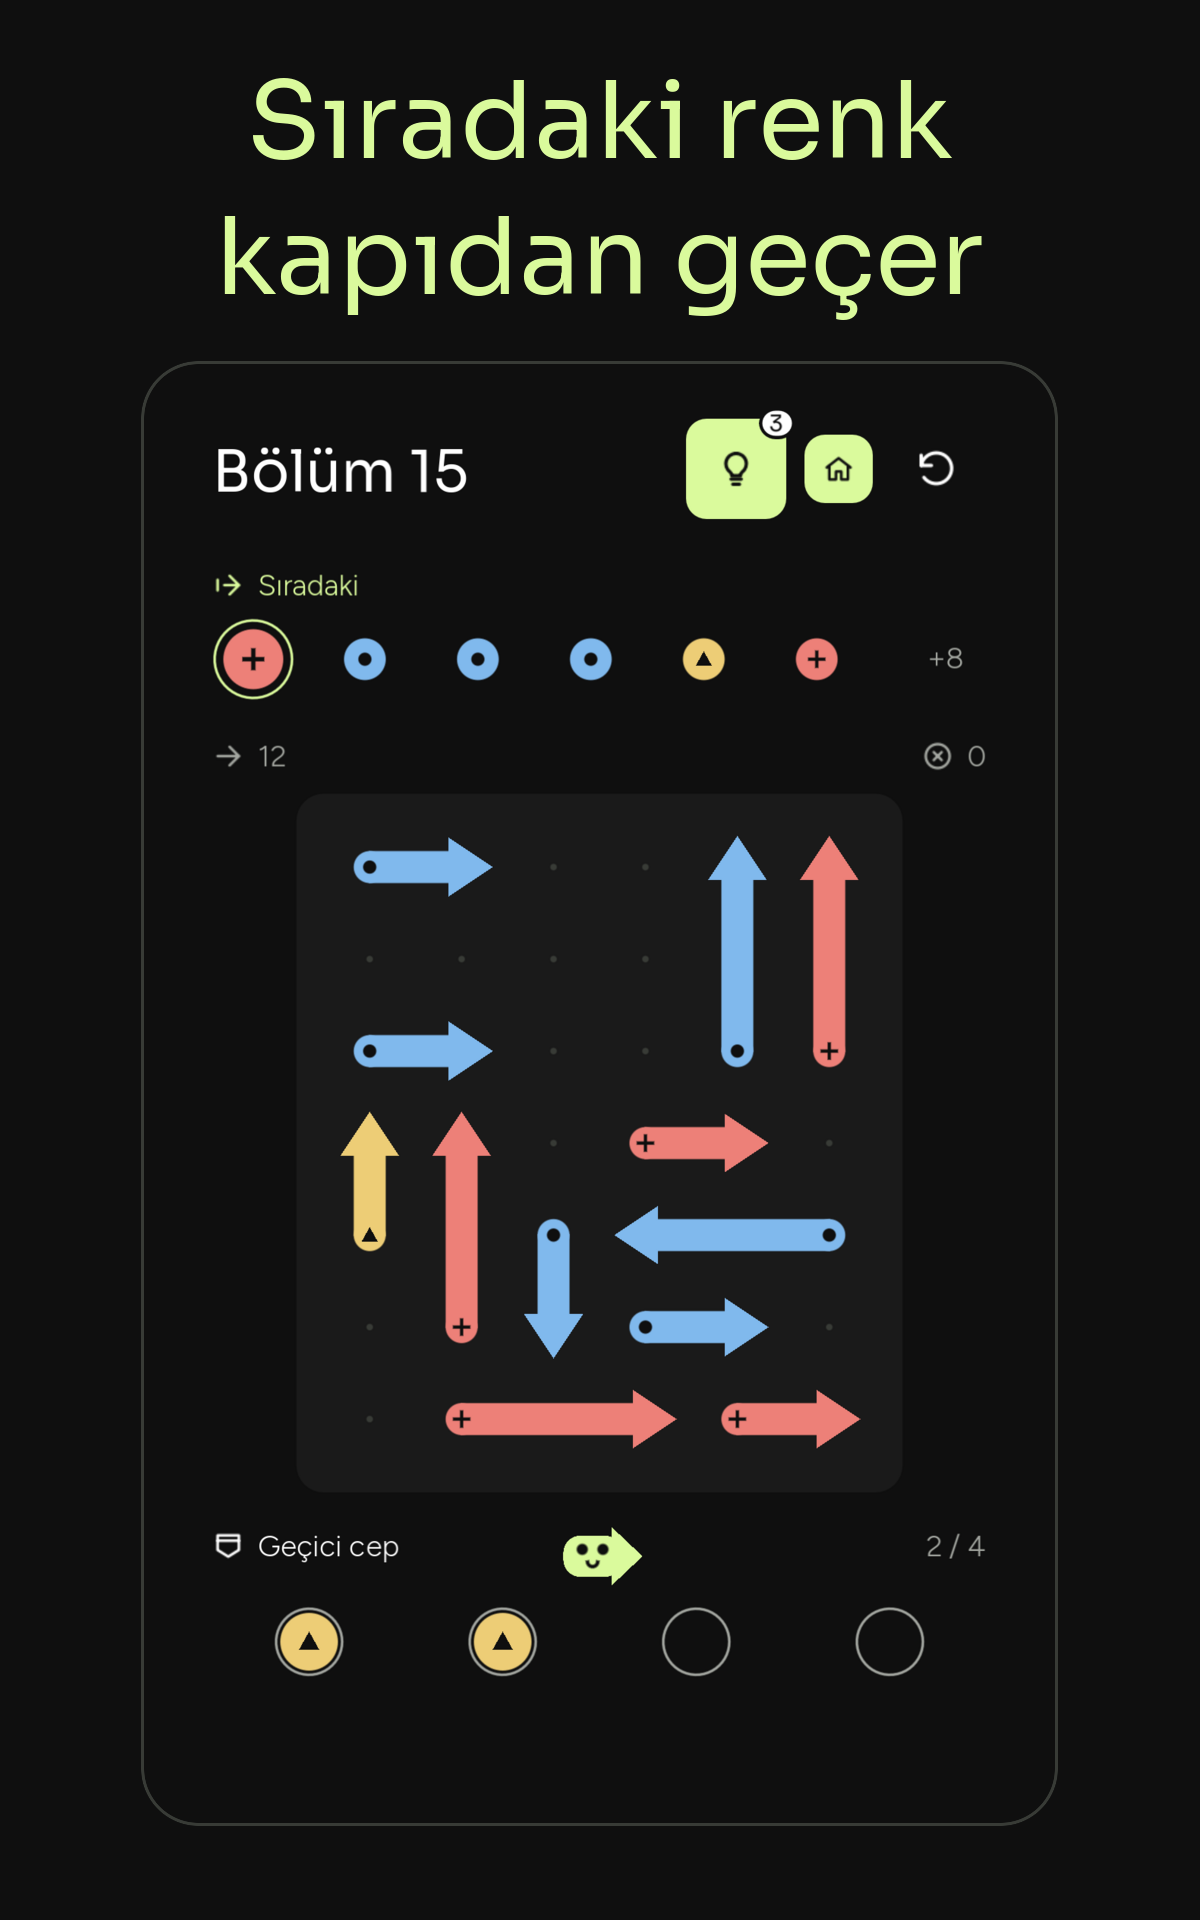 Sıradaki renk
kapıdan geçer
Bölüm 15
3
Sıradaki
+8
12
0
Geçici cep
2 / 4